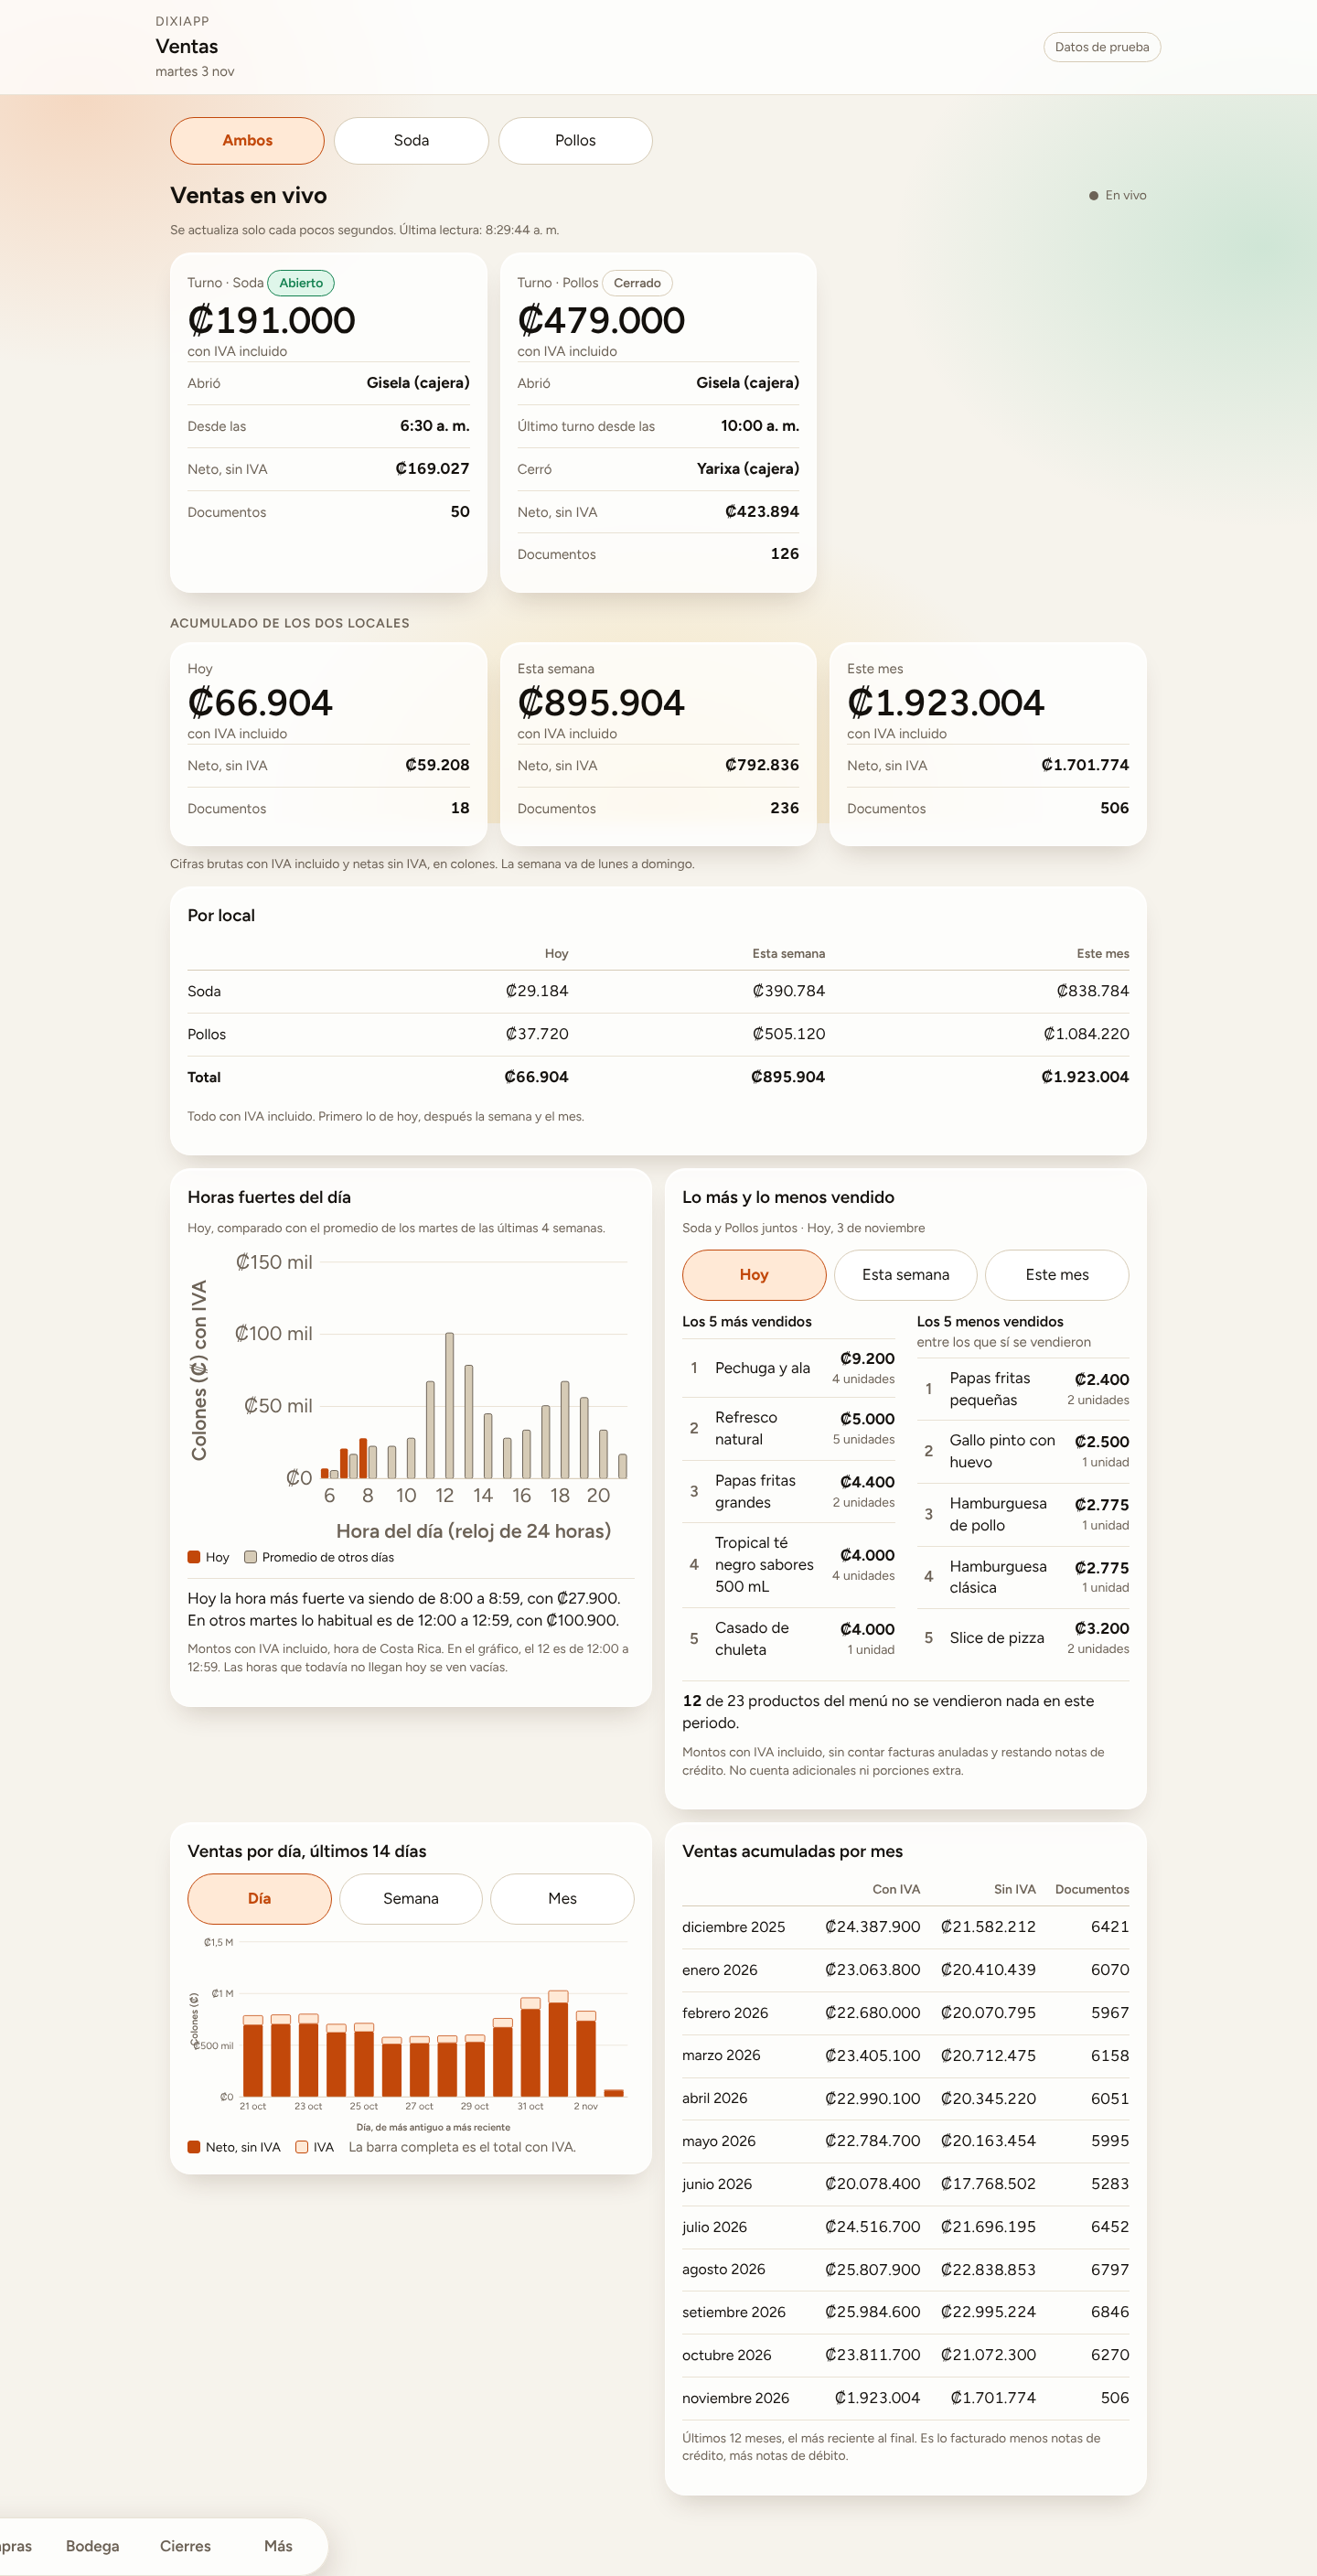 DIXIAPP
Ventas
martes 3 nov
Datos de prueba
Ambos Soda Pollos
Ventas en vivo
En vivo
Se actualiza solo cada pocos segundos. Última lectura: 8:29:44 a. m.
Turno · Soda Abierto
₡191.000
con IVA incluido
Abrió Gisela (cajera)
Desde las 6:30 a. m.
Neto, sin IVA ₡169.027
Documentos 50
Turno · Pollos Cerrado
₡479.000
con IVA incluido
Abrió Gisela (cajera)
Último turno desde las 10:00 a. m.
Cerró Yarixa (cajera)
Neto, sin IVA ₡423.894
Documentos 126
ACUMULADO DE LOS DOS LOCALES
Hoy
₡66.904
con IVA incluido
Neto, sin IVA ₡59.208
Documentos 18
Esta semana
₡895.904
con IVA incluido
Neto, sin IVA ₡792.836
Documentos 236
Este mes
₡1.923.004
con IVA incluido
Neto, sin IVA ₡1.701.774
Documentos 506
Cifras brutas con IVA incluido y netas sin IVA, en colones. La semana va de lunes a domingo.
Por local
Hoy Esta semana Este mes
Soda ₡29.184 ₡390.784 ₡838.784
Pollos ₡37.720 ₡505.120 ₡1.084.220
Total ₡66.904 ₡895.904 ₡1.923.004
Todo con IVA incluido. Primero lo de hoy, después la semana y el mes.
Horas fuertes del día
Hoy, comparado con el promedio de los martes de las últimas 4 semanas.
Colones (₡) con IVA
₡150 mil
₡100 mil
₡50 mil
₡0
6 8 10 12 14 16 18 20
Hora del día (reloj de 24 horas)
Hoy Promedio de otros días
Hoy la hora más fuerte va siendo de 8:00 a 8:59, con ₡27.900.
En otros martes lo habitual es de 12:00 a 12:59, con ₡100.900.
Montos con IVA incluido, hora de Costa Rica. En el gráfico, el 12 es de 12:00 a
12:59. Las horas que todavía no llegan hoy se ven vacías.
Lo más y lo menos vendido
Soda y Pollos juntos · Hoy, 3 de noviembre
Hoy Esta semana Este mes
Los 5 más vendidos
1 Pechuga y ala ₡9.200
4 unidades
2 Refresco natural ₡5.000
5 unidades
3 Papas fritas grandes ₡4.400
2 unidades
4 Tropical té negro sabores 500 mL ₡4.000
4 unidades
5 Casado de chuleta ₡4.000
1 unidad
Los 5 menos vendidos
entre los que sí se vendieron
1 Papas fritas pequeñas ₡2.400
2 unidades
2 Gallo pinto con huevo ₡2.500
1 unidad
3 Hamburguesa de pollo ₡2.775
1 unidad
4 Hamburguesa clásica ₡2.775
1 unidad
5 Slice de pizza ₡3.200
2 unidades
12 de 23 productos del menú no se vendieron nada en este
periodo.
Montos con IVA incluido, sin contar facturas anuladas y restando notas de
crédito. No cuenta adicionales ni porciones extra.
Ventas por día, últimos 14 días
Día Semana Mes
Colones (₡)
₡1,5 M
₡1 M
₡500 mil
₡0
21 oct 23 oct 25 oct 27 oct 29 oct 31 oct 2 nov
Día, de más antiguo a más reciente
Neto, sin IVA IVA La barra completa es el total con IVA.
Ventas acumuladas por mes
Con IVA Sin IVA Documentos
diciembre 2025 ₡24.387.900 ₡21.582.212 6421
enero 2026 ₡23.063.800 ₡20.410.439 6070
febrero 2026 ₡22.680.000 ₡20.070.795 5967
marzo 2026 ₡23.405.100 ₡20.712.475 6158
abril 2026 ₡22.990.100 ₡20.345.220 6051
mayo 2026 ₡22.784.700 ₡20.163.454 5995
junio 2026 ₡20.078.400 ₡17.768.502 5283
julio 2026 ₡24.516.700 ₡21.696.195 6452
agosto 2026 ₡25.807.900 ₡22.838.853 6797
setiembre 2026 ₡25.984.600 ₡22.995.224 6846
octubre 2026 ₡23.811.700 ₡21.072.300 6270
noviembre 2026 ₡1.923.004 ₡1.701.774 506
Últimos 12 meses, el más reciente al final. Es lo facturado menos notas de
crédito, más notas de débito.
pras Bodega Cierres Más